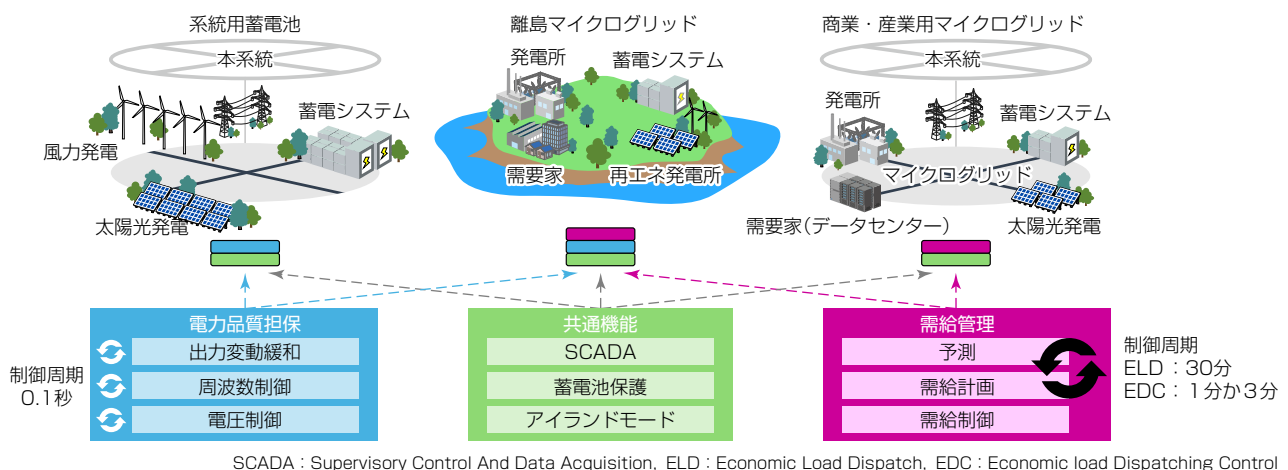 系統用蓄電池
本系統
風力発電
蓄電システム
太陽光発電
離島マイクログリッド
発電所
蓄電システム
需要家
再エネ発電所
商業・産業用マイクログリッド
本系統
発電所
蓄電システム
マイクログリッド
需要家(データセンター)
太陽光発電
制御周期
0.1秒
電力品質担保
出力変動緩和
周波数制御
電圧制御
共通機能
SCADA
蓄電池保護
アイランドモード
需給管理
予測
需給計画
需給制御
制御周期
ELD:30分
EDC:1分か3分
SCADA:Supervisory Control And Data Acquisition, ELD:Economic Load Dispatch, EDC:Economic load Dispatching Control